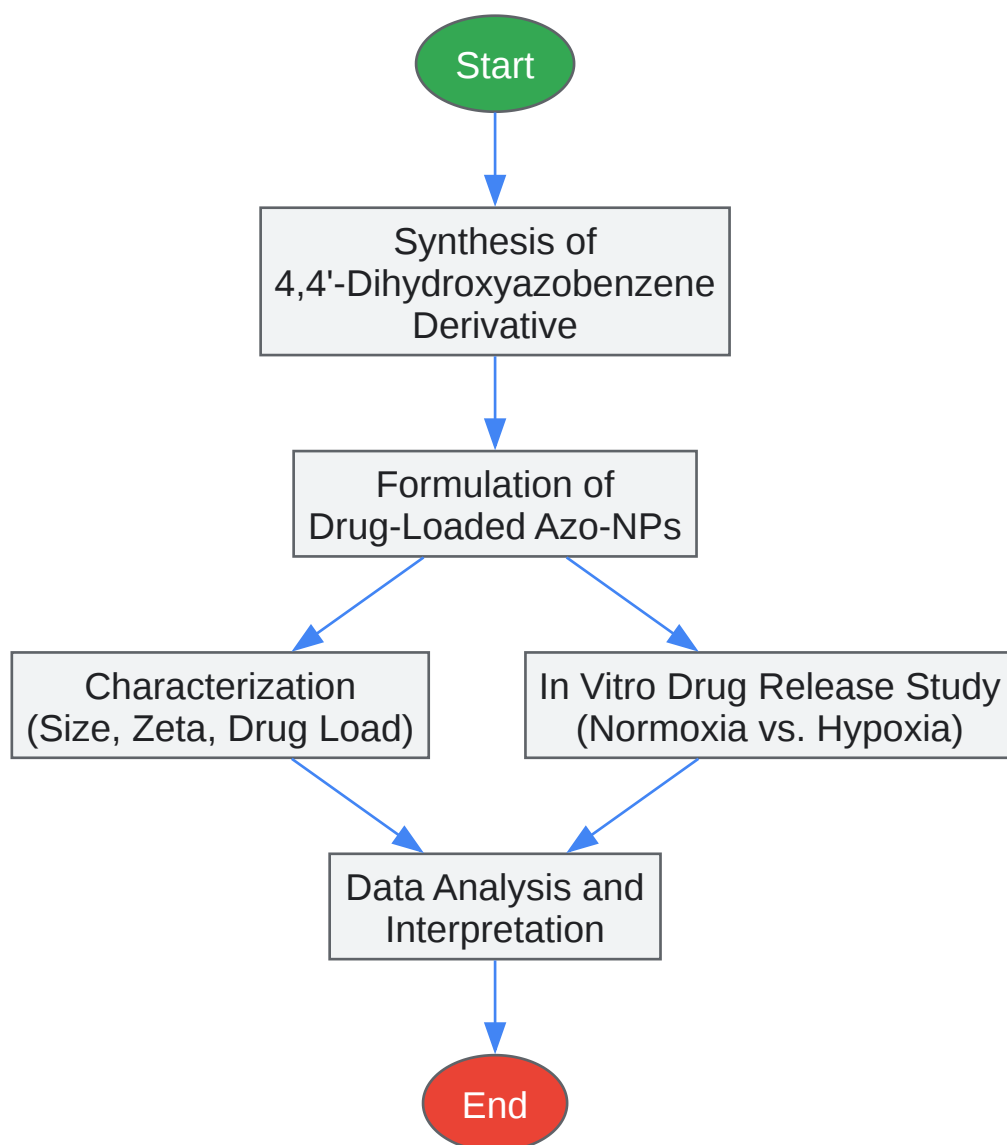 Start
Synthesis of
4,4'-Dihydroxyazobenzene
Derivative
Formulation of
Drug-Loaded Azo-NPs
Characterization
(Size, Zeta, Drug Load)
In Vitro Drug Release Study
(Normoxia vs. Hypoxia)
Data Analysis and
Interpretation
End